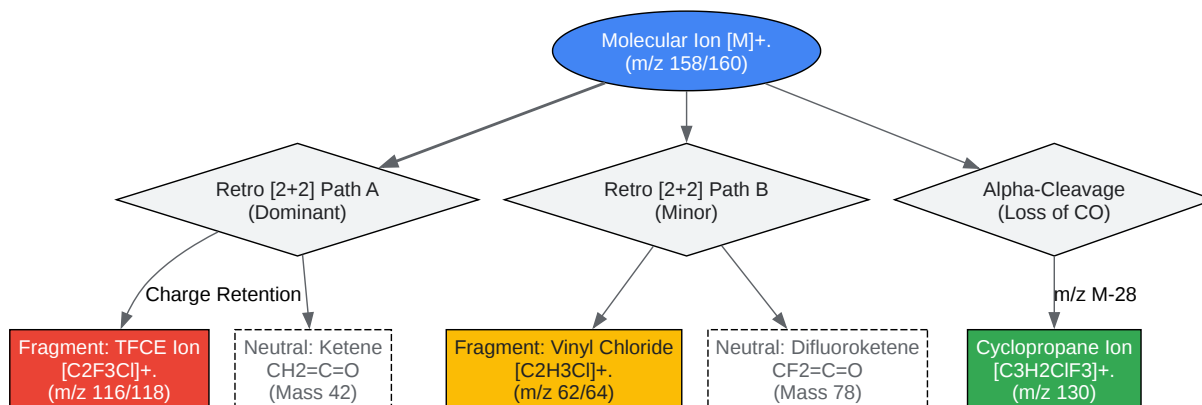 Molecular Ion [M]+.
(m/z 158/160)
Retro [2+2] Path A
(Dominant)
Retro [2+2] Path B
(Minor)
Alpha-Cleavage
(Loss of CO)
Charge Retention
m/z M-28
Fragment: TFCE Ion
[C2F3Cl]+.
(m/z 116/118)
Neutral: Ketene
CH2=C=O
(Mass 42)
Fragment: Vinyl Chloride
[C2H3Cl]+.
(m/z 62/64)
Neutral: Difluoroketene
CF2=C=O
(Mass 78)
Cyclopropane Ion
[C3H2ClF3]+.
(m/z 130)